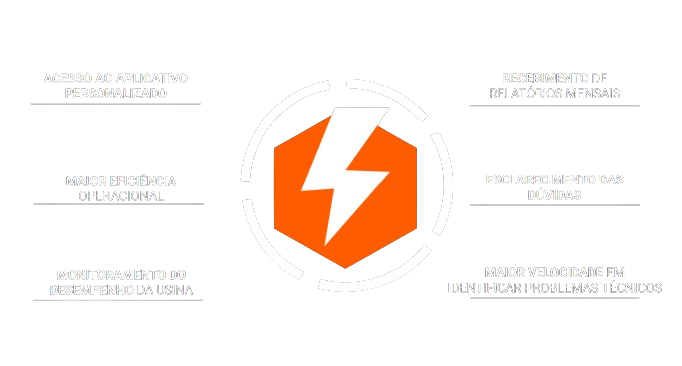 ACESSO AO APLICATIVO
PERSONALIZADO
MAIOR EFICIÊNCIA
OPERACIONAL
MONITORAMENTO DO
DESEMPENHO DA USINA
RECEBIMENTO DE
RELATÓRIOS MENSAIS
ESCLARECIMENTO DAS
DÚVIDAS
MAIOR VELOCIDADE EM
IDENTIFICAR PROBLEMAS TÉCNICOS